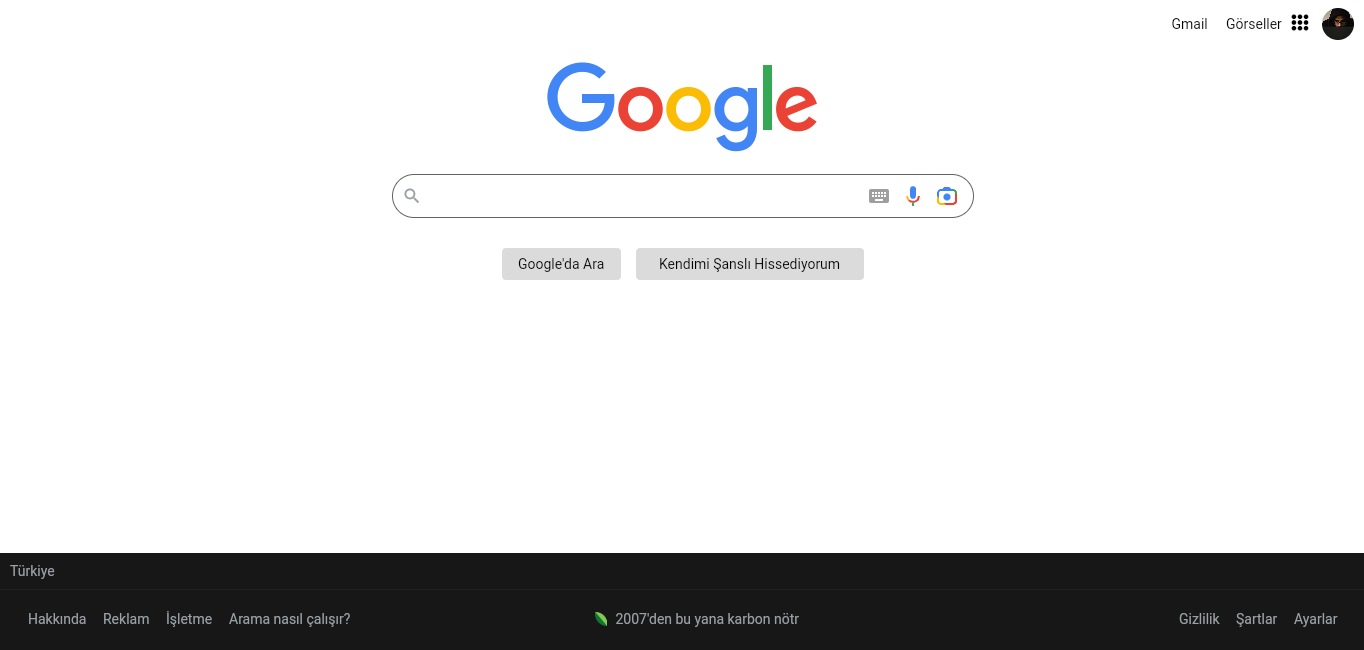 Gmail Görseller
Google
Google'da Ara Kendimi Şanslı Hissediyorum
Türkiye
Hakkında Reklam İşletme Arama nasıl çalışır? 2007'den bu yana karbon nötr Gizlilik Şartlar Ayarlar